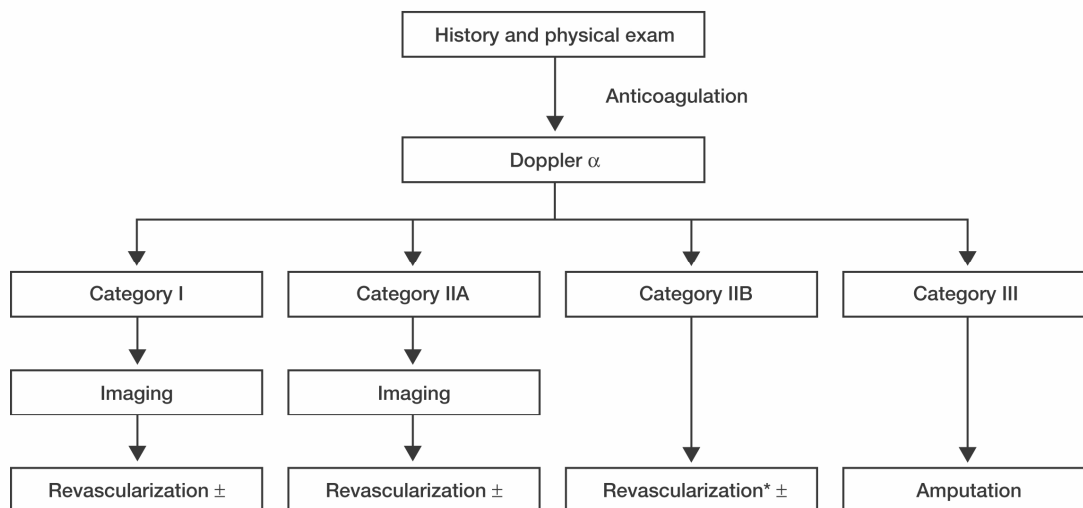 History and physical exam
Anticoagulation
Doppler α
Category I
Category IIA
Category IIB
Category III
Imaging
Imaging
Revascularization ±
Revascularization ±
Revascularization* ±
Amputation